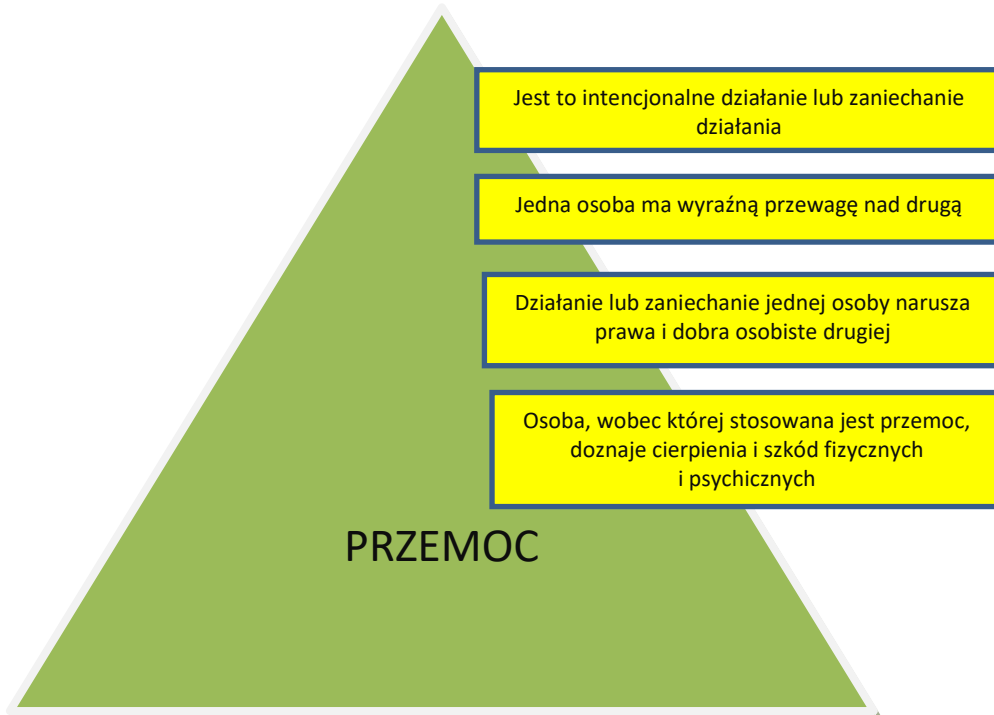 Jest to intencjonalne działanie lub zaniechanie
działania
Jedna osoba ma wyraźną przewagę nad drugą
Działanie lub zaniechanie jednej osoby narusza
prawa i dobra osobiste drugiej
Osoba, wobec której stosowana jest przemoc,
doznaje cierpienia i szkód fizycznych
i psychicznych
PRZEMOC